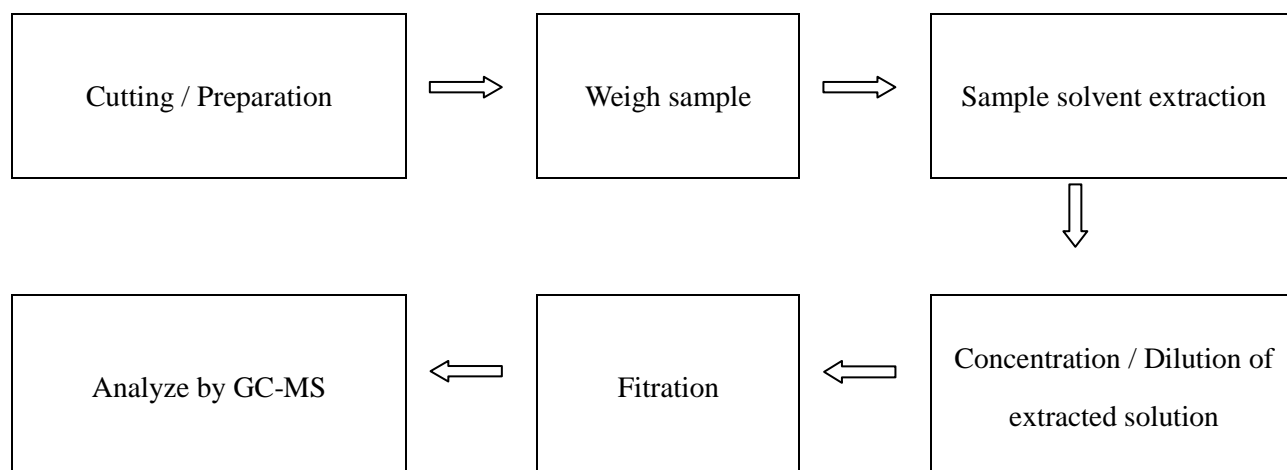 Cutting / Preparation
Weigh sample
Sample solvent extraction
Concentration / Dilution of
extracted solution
Fitration
Analyze by GC-MS